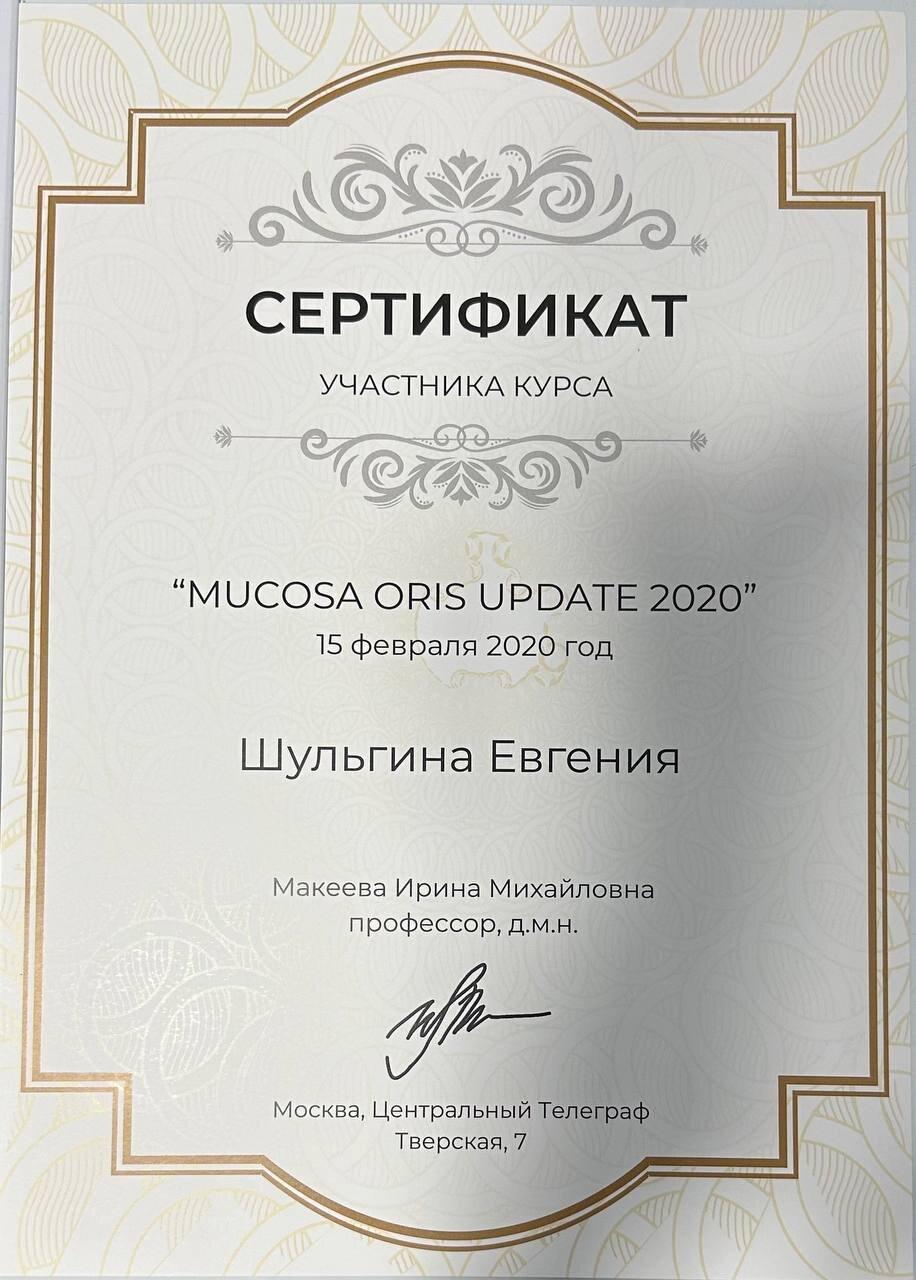 СЕРТИФИКАТ
УЧАСТНИКА КУРСА
“MUCOSA ORIS UPDATE 2020”
15 февраля 2020 год
Шульгина Евгения
Макеева Ирина Михайловна
профессор, д.м.н.
Москва, Центральный Телеграф
Тверская, 7